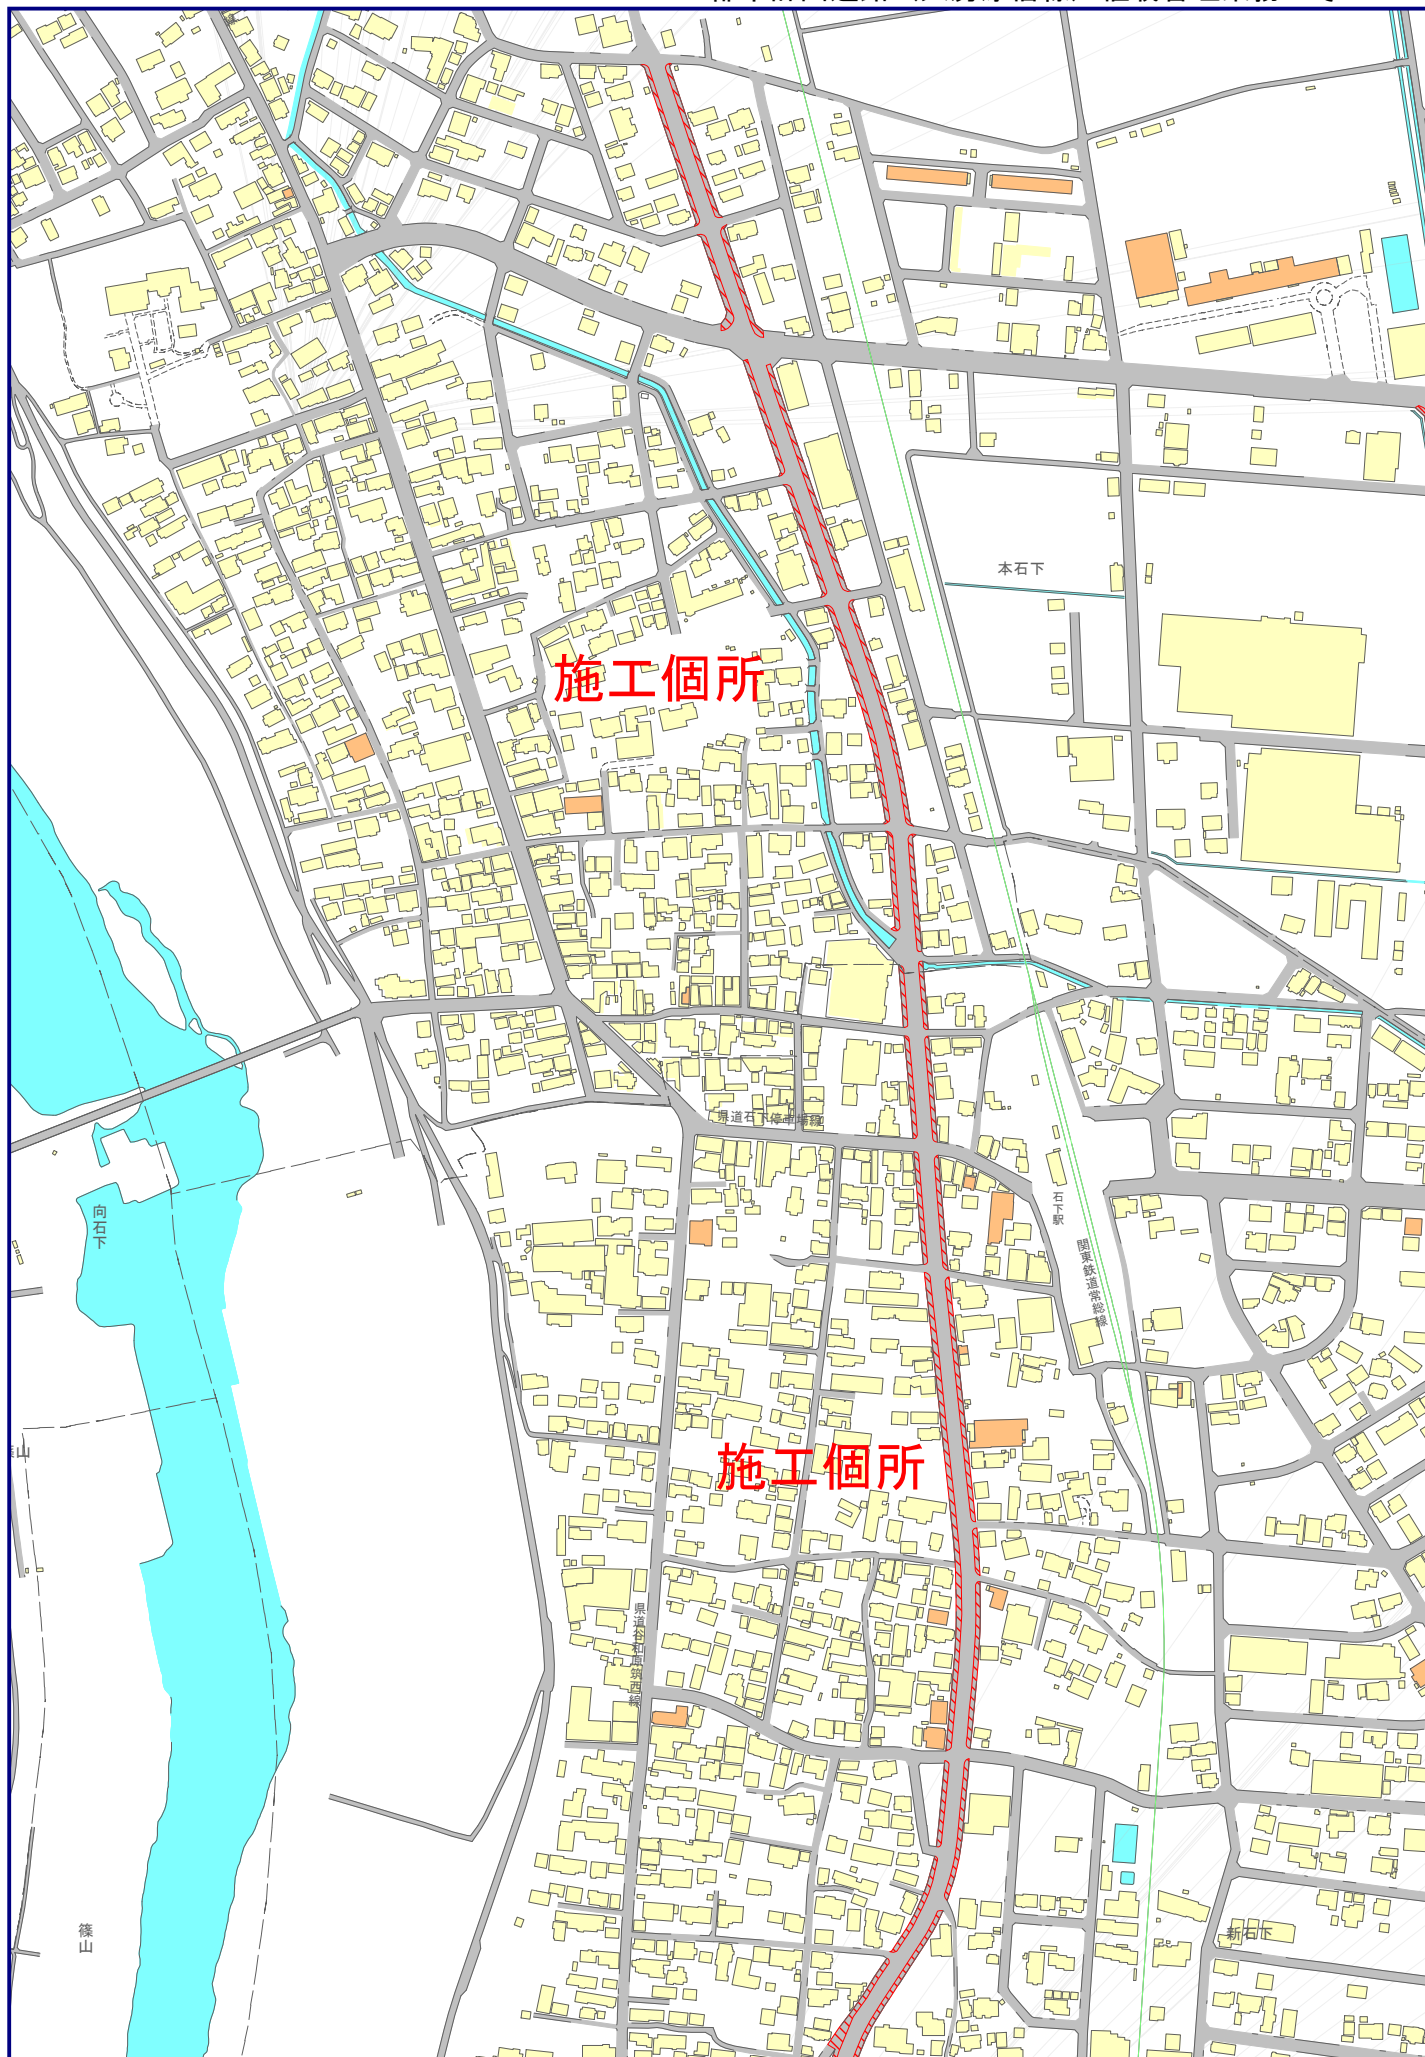 本石下
施工個所
県道石下停車場線
向石下
石下駅
関東鉄道常総線
施工個所
県道谷和原筑西線
篠山
新石下